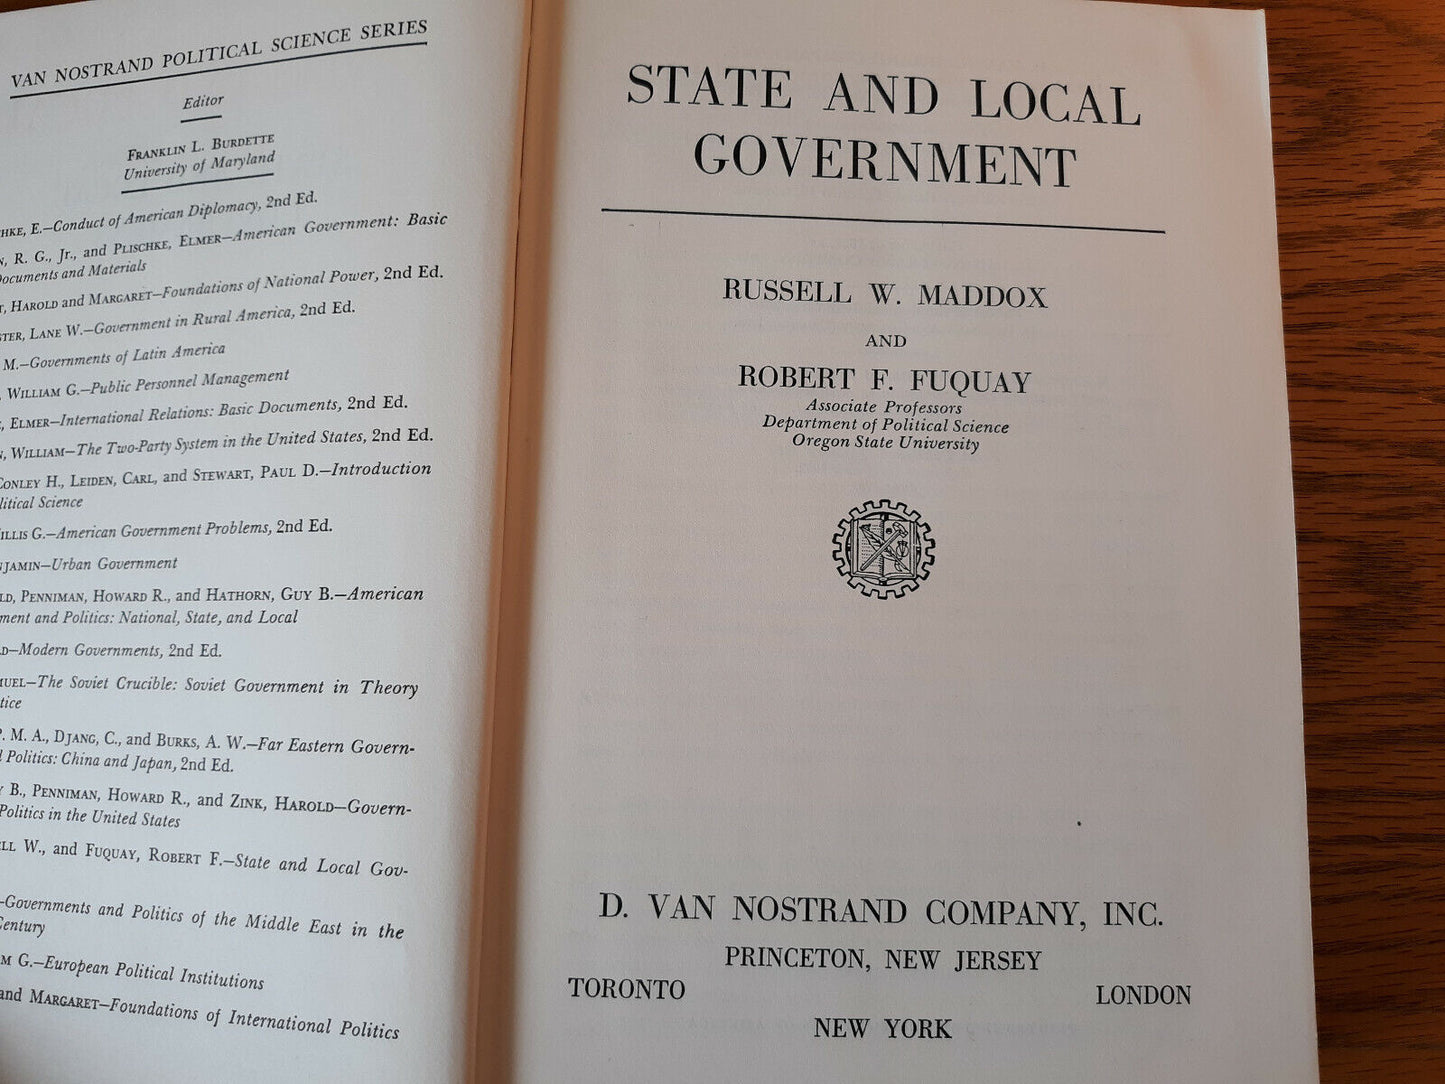 VAN NOSTRAND POLITICAL SCIENCE SERIES
Editor
FRANKLIN L. BURDETTE
University of Maryland
HKE, E.—Conduct of American Diplomacy, 2nd Ed.
N, R. G., Jr., and PLISCHKE, ELMER—American Government: Basic
Documents and Materials
T, HAROLD and MARGARET—Foundations of National Power, 2nd Ed.
STER, LANE W.—Government in Rural America, 2nd Ed.
M.—Governments of Latin America
, WILLIAM G.—Public Personnel Management
E, ELMER—International Relations: Basic Documents, 2nd Ed.
N, WILLIAM—The Two-Party System in the United States, 2nd Ed.
CONLEY H., LEIDEN, CARL, and STEWART, PAUL D.—Introduction
litical Science
ILLIS G.—American Government Problems, 2nd Ed.
NJAMIN—Urban Government
LD, PENNIMAN, HOWARD R., and HATHORN, GUY B.—American
ment and Politics: National, State, and Local
D—Modern Governments, 2nd Ed.
MUEL—The Soviet Crucible: Soviet Government in Theory
tice
P. M. A., DJANG, C., and BURKS, A. W.—Far Eastern Govern-
d Politics: China and Japan, 2nd Ed.
Y B., PENNIMAN, HOWARD R., and ZINK, HAROLD—Govern-
Politics in the United States
ELL W., and FUQUAY, ROBERT F.—State and Local Gov-
—Governments and Politics of the Middle East in the
Century
M G.—European Political Institutions
and MARGARET—Foundations of International Politics
STATE AND LOCAL
GOVERNMENT
RUSSELL W. MADDOX
AND
ROBERT F. FUQUAY
Associate Professors
Department of Political Science
Oregon State University
D. VAN NOSTRAND COMPANY, INC.
PRINCETON, NEW JERSEY
TORONTO LONDON
NEW YORK